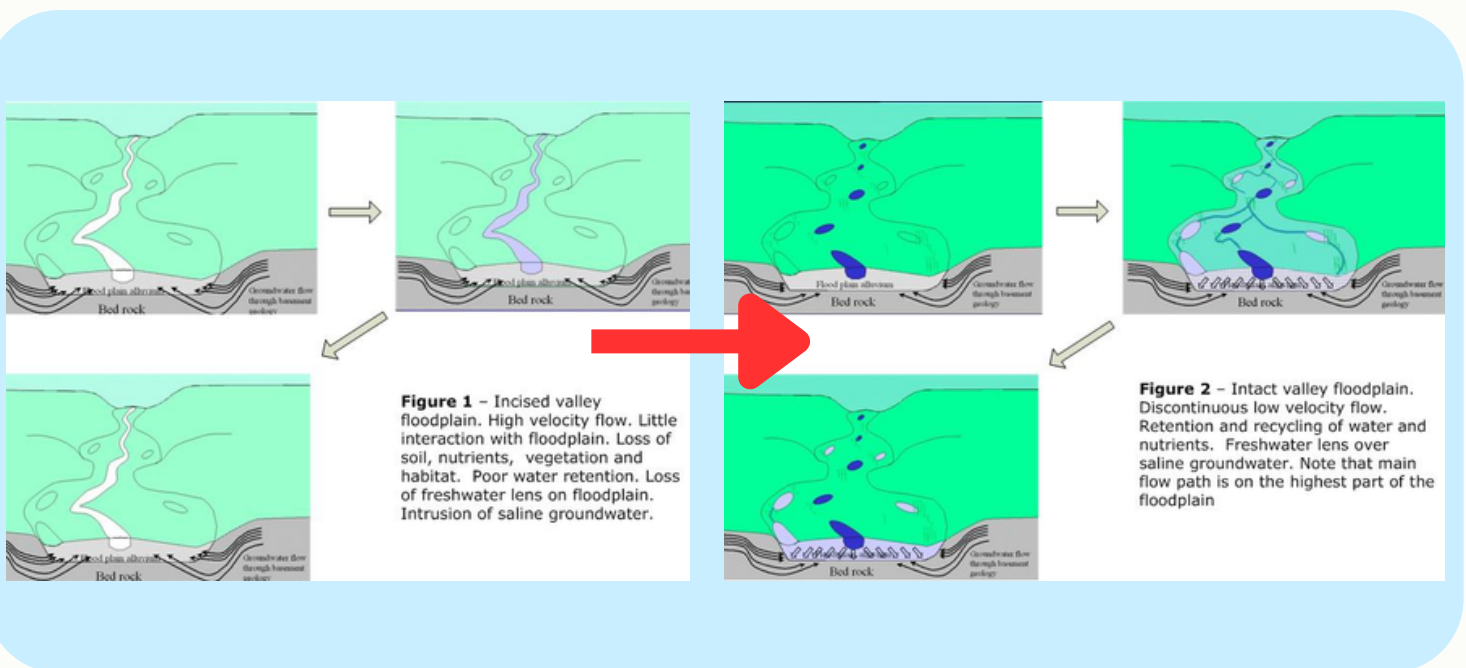 Flood plain alluvium
Groundwater flow
through basement
geology
Bed rock
Flood plain alluvium
Groundwater flow
through ba
geology
Bed rock
Flood plain alluvium
Groundwater flow
through basement
geology
Bed rock
Figure 1 – Incised valley
floodplain. High velocity flow. Little
interaction with floodplain. Loss of
soil, nutrients, vegetation and
habitat. Poor water retention. Loss
of freshwater lens on floodplain.
Intrusion of saline groundwater.
Flood plain alluvium
Groundwater flow
through basement
geology
Bed rock
Groundwater flow
through basement
geology
Bed rock
Groundwater flow
through basement
geology
Bed rock
Figure 2 – Intact valley floodplain.
Discontinuous low velocity flow.
Retention and recycling of water and
nutrients. Freshwater lens over
saline groundwater. Note that main
flow path is on the highest part of the
floodplain